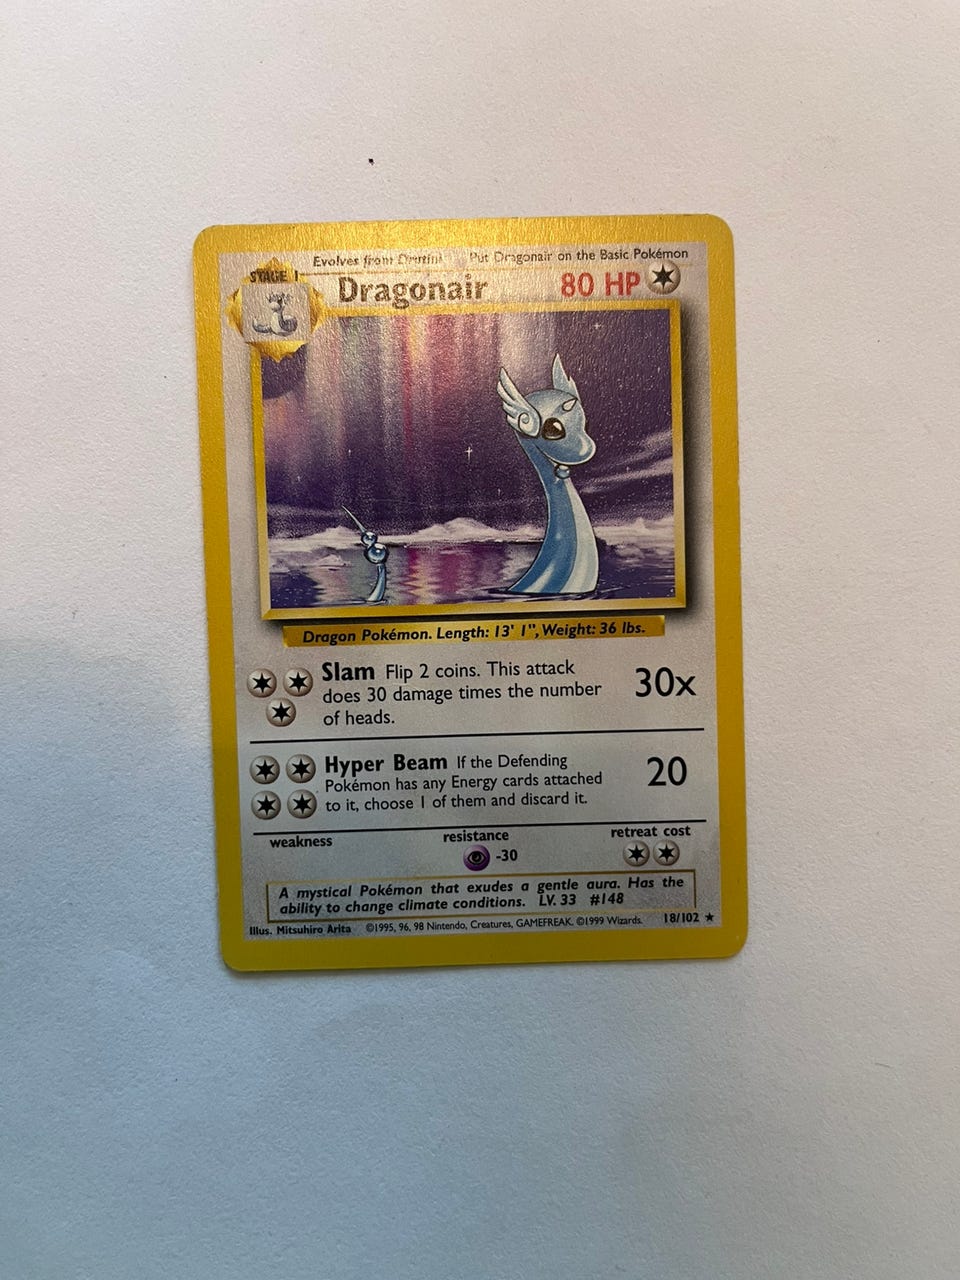 Evolves from Dratini Put Dragonair on the Basic Pokémon
STAGE 1
Dragonair 80 HP
Dragon Pokémon. Length: 13' 1", Weight: 36 lbs.
Slam Flip 2 coins. This attack
does 30 damage times the number
of heads.
30x
Hyper Beam If the Defending
Pokémon has any Energy cards attached
to it, choose 1 of them and discard it.
20
weakness resistance retreat cost
-30
A mystical Pokémon that exudes a gentle aura. Has the
ability to change climate conditions. LV. 33 #148
Illus. Mitsuhiro Arita ©1995, 96, 98 Nintendo, Creatures, GAMEFREAK. ©1999 Wizards. 18/102 ★